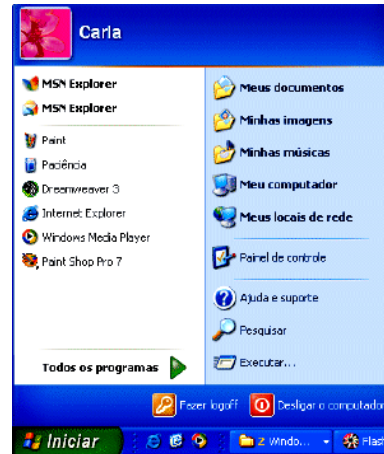 Carla
MSN Explorer
MSN Explorer
Paint
Paciência
Dreamweaver 3
Internet Explorer
Windows Media Player
Paint Shop Pro 7
Todos os programas
Meus documentos
Minhas imagens
Minhas músicas
Meu computador
Meus locais de rede
Painel de controle
Ajuda e suporte
Pesquisar
Executar...
Fazer logoff
Desligar o computador
Iniciar
2 Windo...
Flash